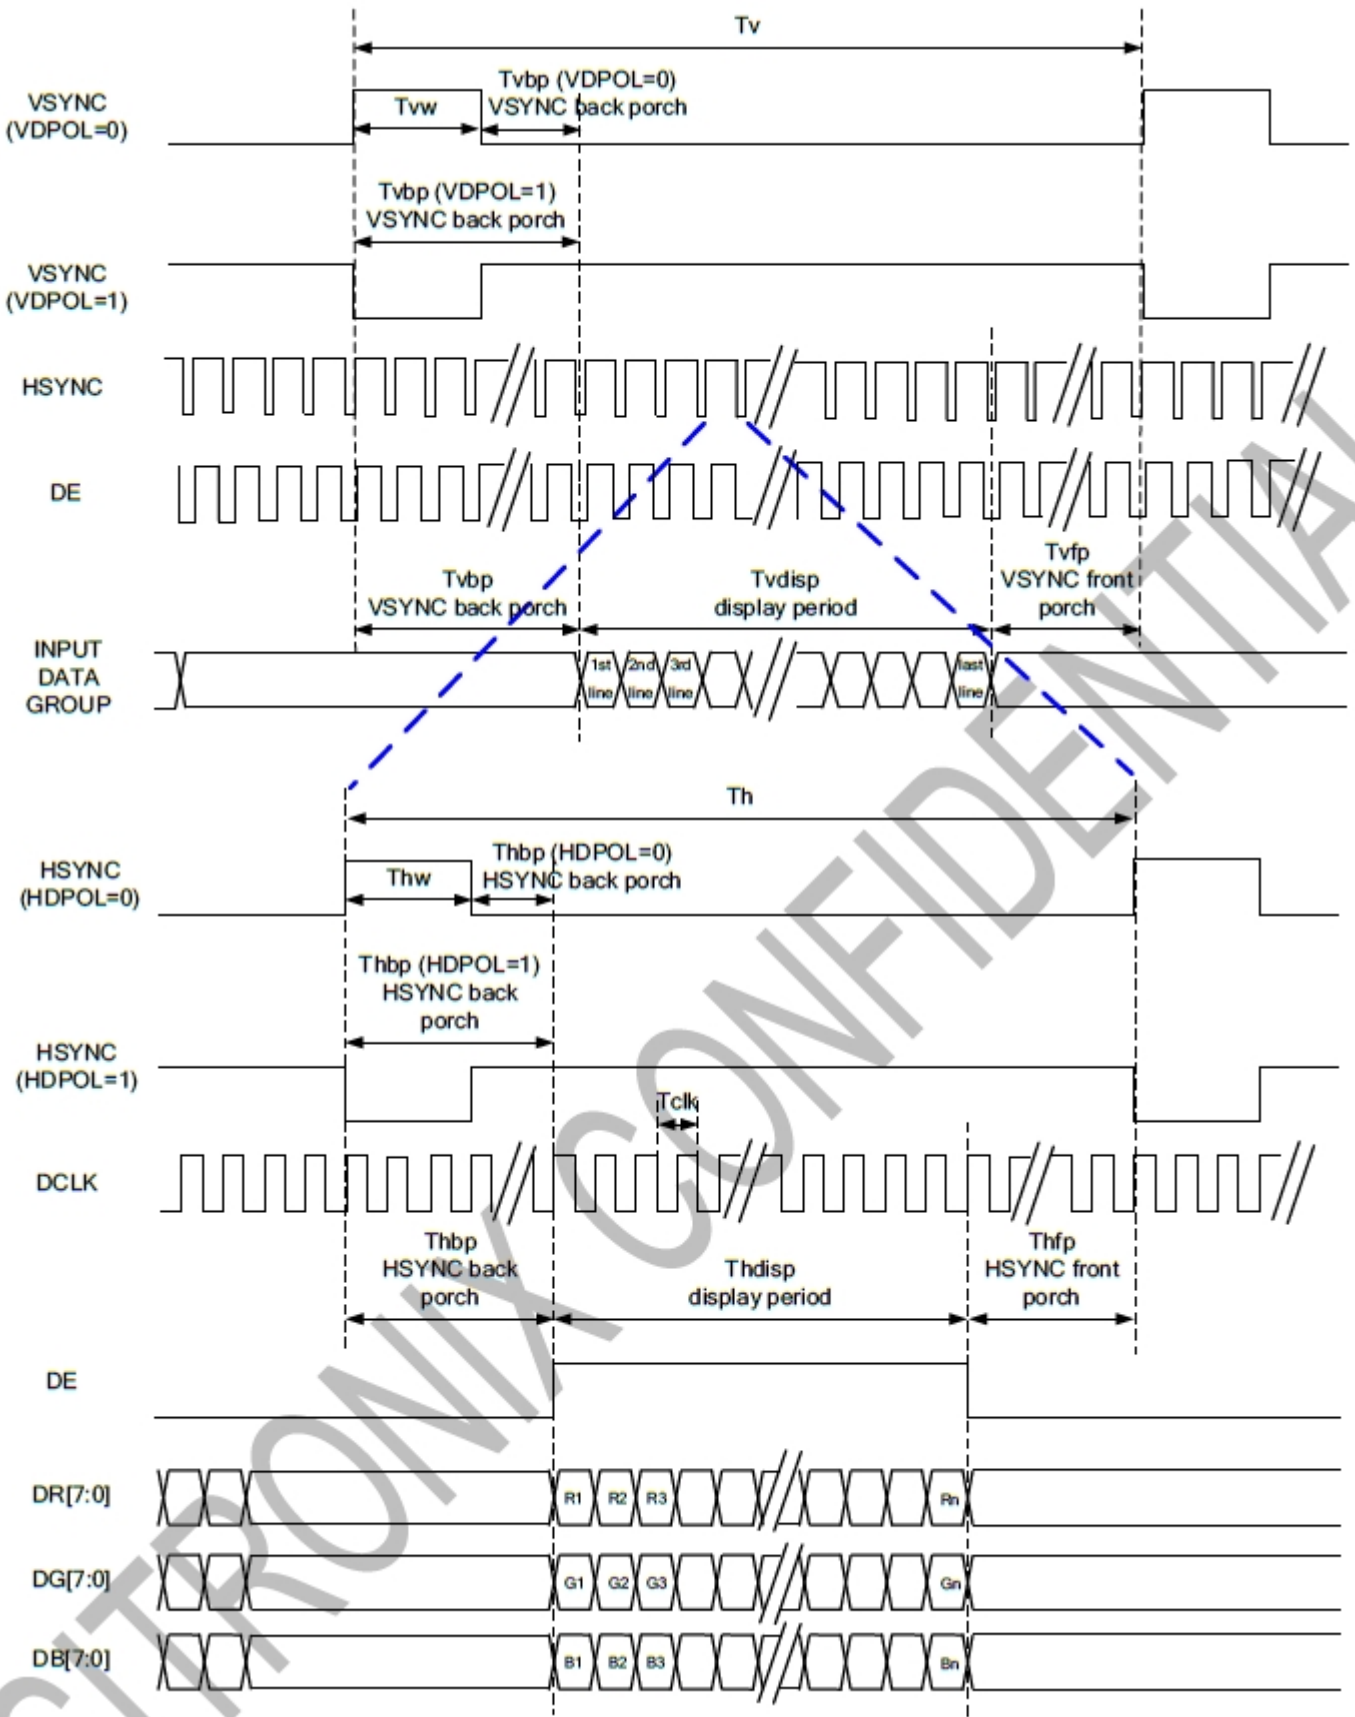 Tv
Tvbp (VDPOL=0)
VSYNC back porch
VSYNC
(VDPOL=0)
Tvw
Tvbp (VDPOL=1)
VSYNC back porch
VSYNC
(VDPOL=1)
HSYNC
DE
Tvbp
VSYNC back porch
Tvdisp
display period
Tvfp
VSYNC front
porch
INPUT
DATA
GROUP
1st
line
2nd
line
3rd
line
last
line
Th
HSYNC
(HDPOL=0)
Thw
Thbp (HDPOL=0)
HSYNC back porch
Thbp (HDPOL=1)
HSYNC back
porch
HSYNC
(HDPOL=1)
Tclk
DCLK
Thbp
HSYNC back
porch
Thdisp
display period
Thfp
HSYNC front
porch
DE
DR[7:0]
R1 R2 R3 Rn
DG[7:0]
G1 G2 G3 Gn
DB[7:0]
B1 B2 B3 Bn
CITRONIX CONFIDENTIAL